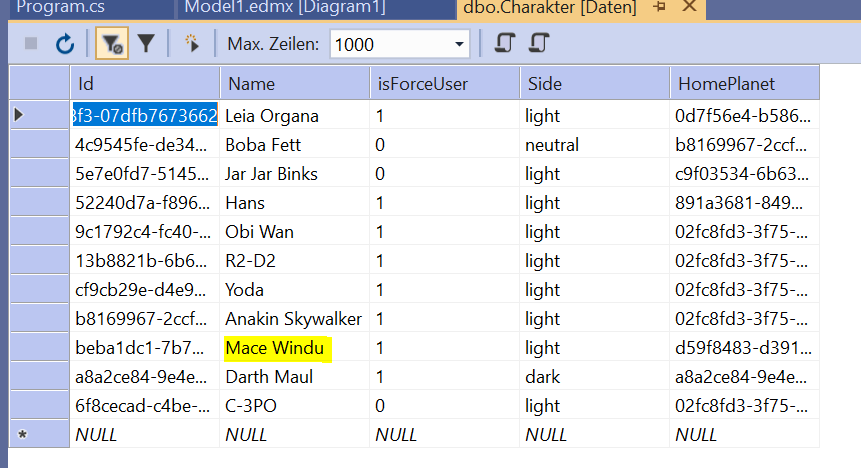 Program.cs Model1.edmx [Diagram1] dbo.Charakter [Daten]
Max. Zeilen: 1000
Id Name isForceUser Side HomePlanet
3f3-07dfb7673662 Leia Organa 1 light 0d7f56e4-b586...
4c9545fe-de34... Boba Fett 0 neutral b8169967-2ccf...
5e7e0fd7-5145... Jar Jar Binks 0 light c9f03534-6b63...
52240d7a-f896... Hans 1 light 891a3681-849...
9c1792c4-fc40-... Obi Wan 1 light 02fc8fd3-3f75-...
13b8821b-6b6... R2-D2 1 light 02fc8fd3-3f75-...
cf9cb29e-d4e9... Yoda 1 light 02fc8fd3-3f75-...
b8169967-2ccf... Anakin Skywalker 1 light 02fc8fd3-3f75-...
beba1dc1-7b7... Mace Windu 1 light d59f8483-d391...
a8a2ce84-9e4e... Darth Maul 1 dark a8a2ce84-9e4e...
6f8cecad-c4be-... C-3PO 0 light 02fc8fd3-3f75-...
NULL NULL NULL NULL NULL